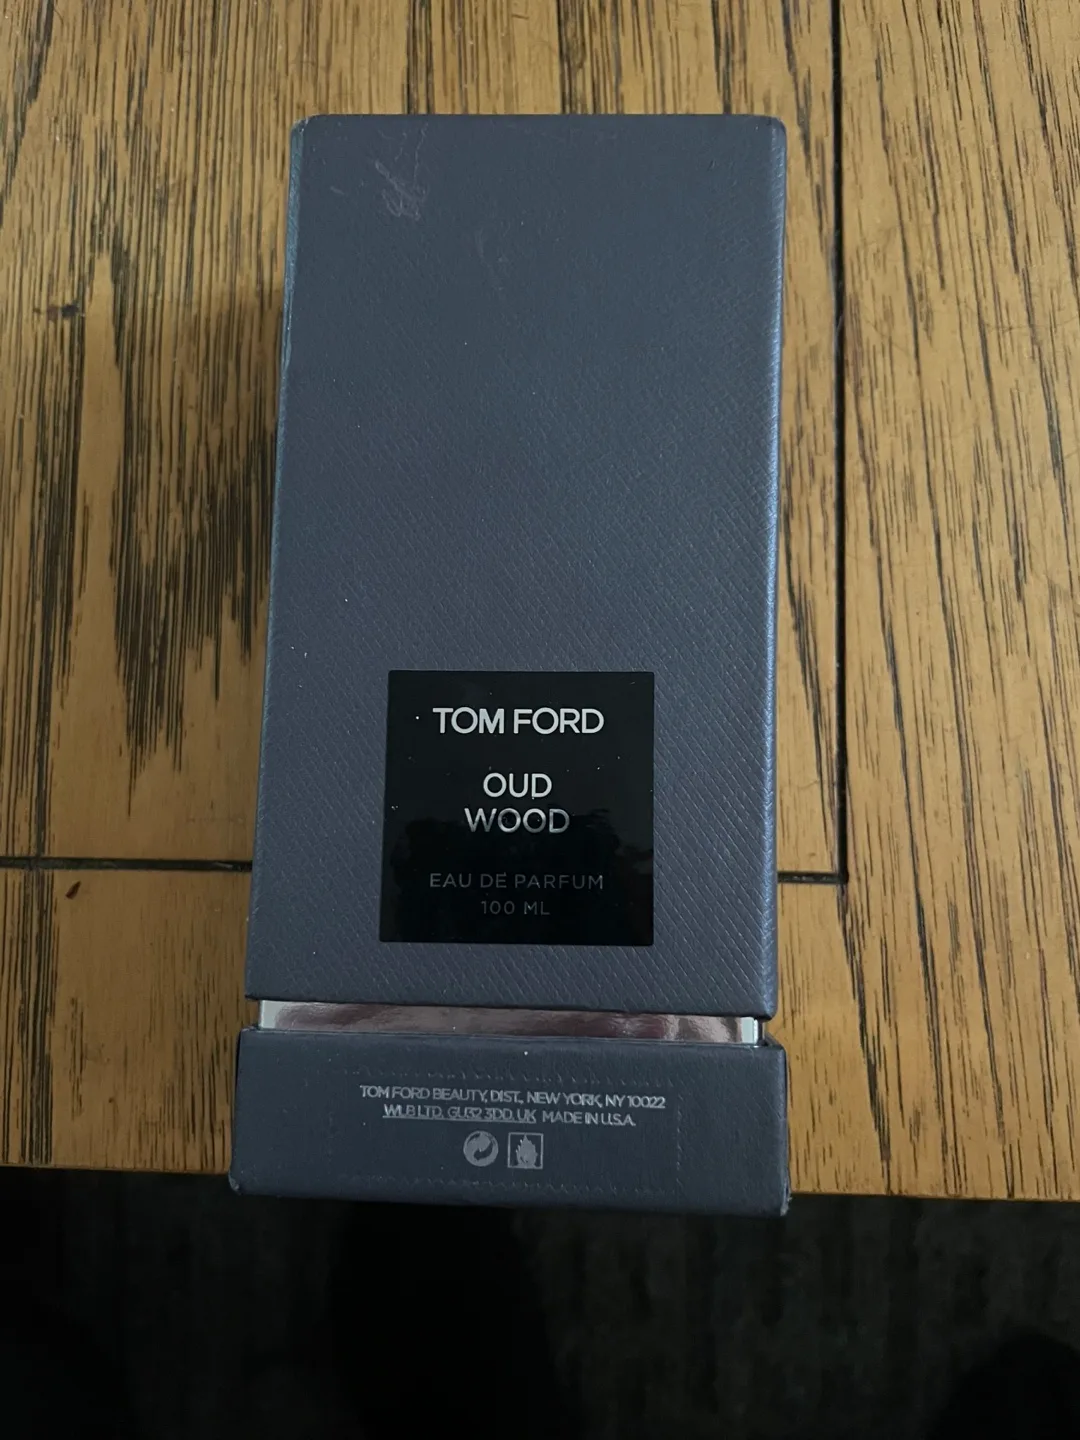 TOM FORD
OUD
WOOD
EAU DE PARFUM
100 ML
TOM FORD BEAUTY, DIST., NEW YORK, NY 10022
WLB LTD. GU32 3DD. UK MADE IN U.S.A.